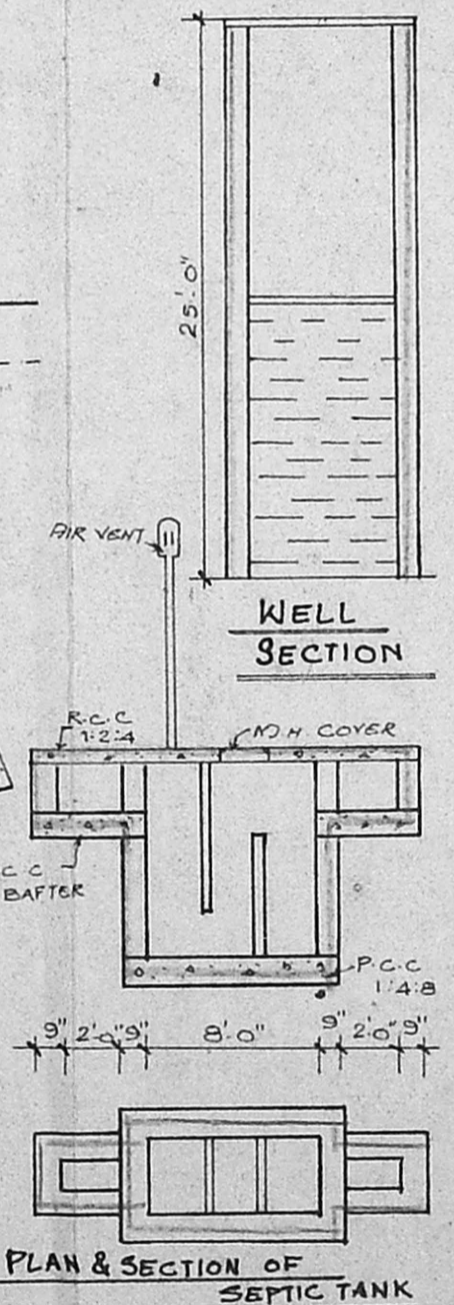 25'.0"
WELL
SECTION
AIR VENT
R.C.C
1:2:4
M H COVER
C C
BAFTER
P.C.C
1:4:8
9" 2'.0" 9" 8'.0" 9" 2'.0" 9"
PLAN & SECTION OF
SEPTIC TANK